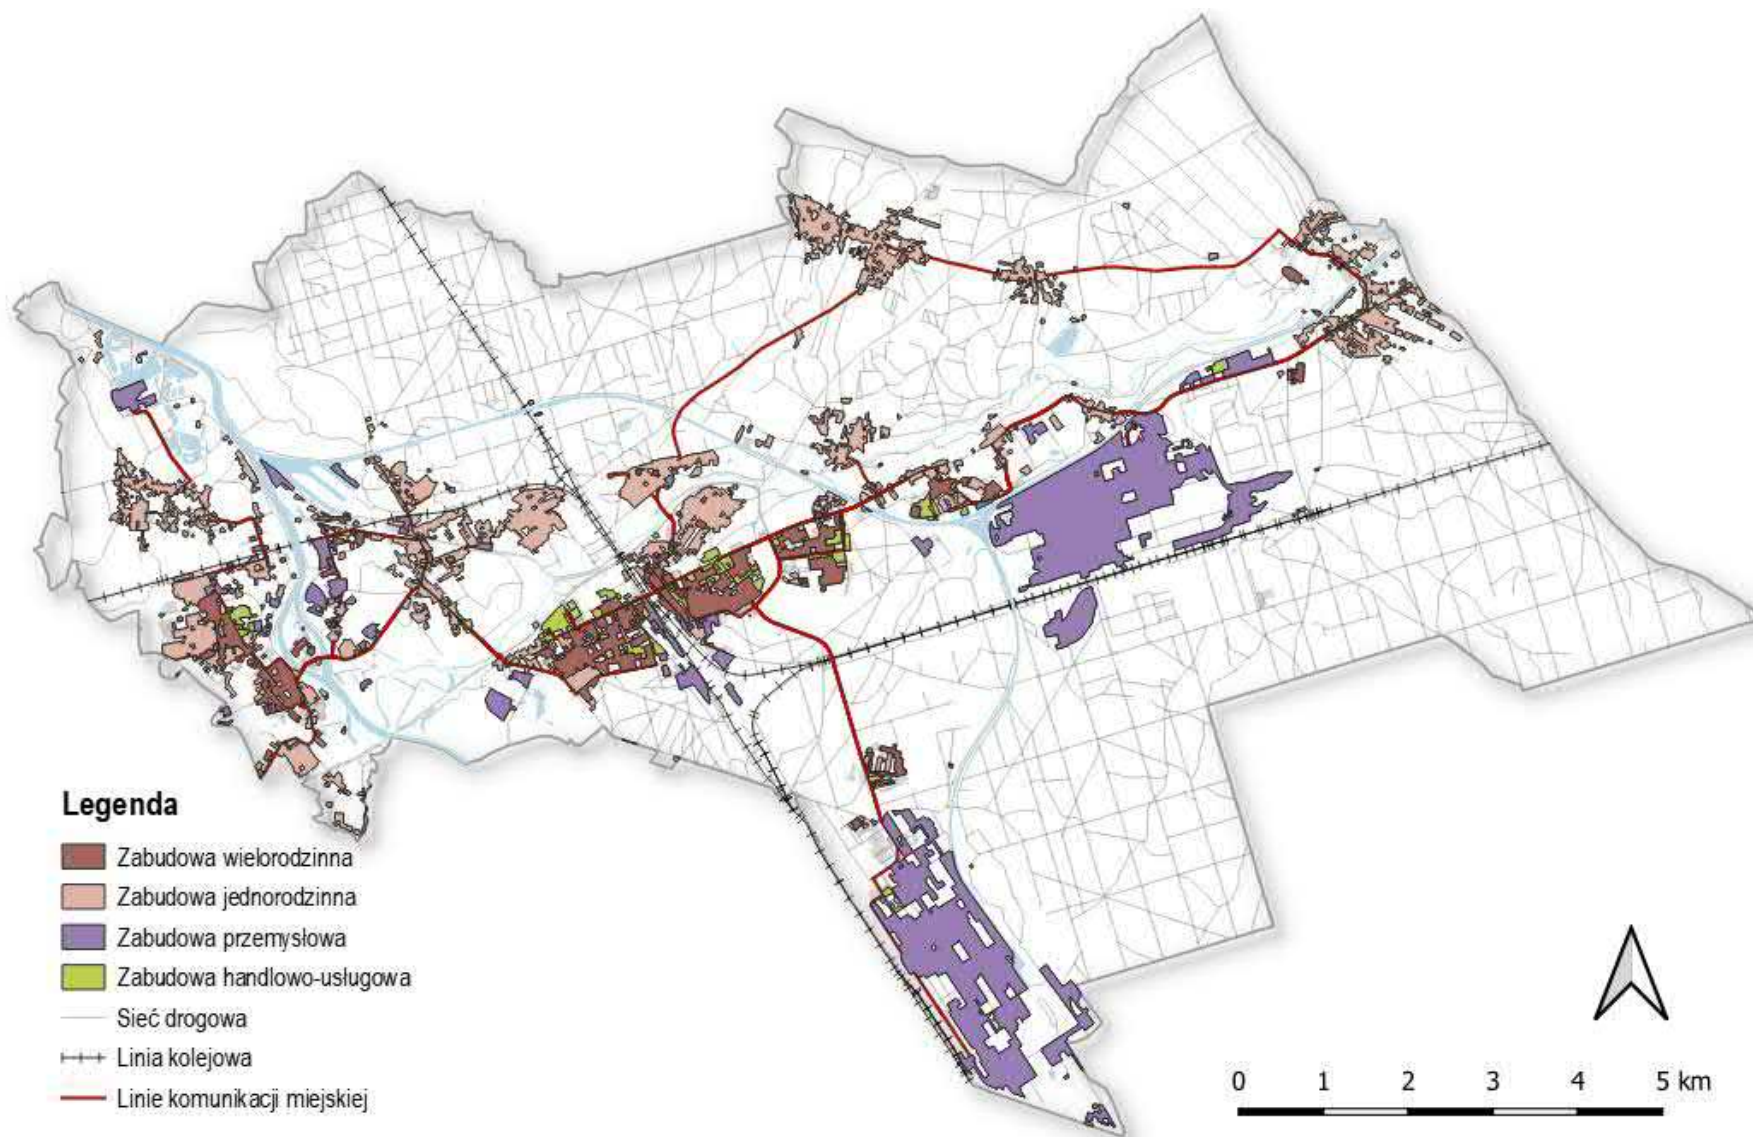 Legenda
Zabudowa wielorodzinna
Zabudowa jednorodzinna
Zabudowa przemysłowa
Zabudowa handlowo-usługowa
Sieć drogowa
Linia kolejowa
Linie komunikacji miejskiej
0 1 2 3 4 5 km